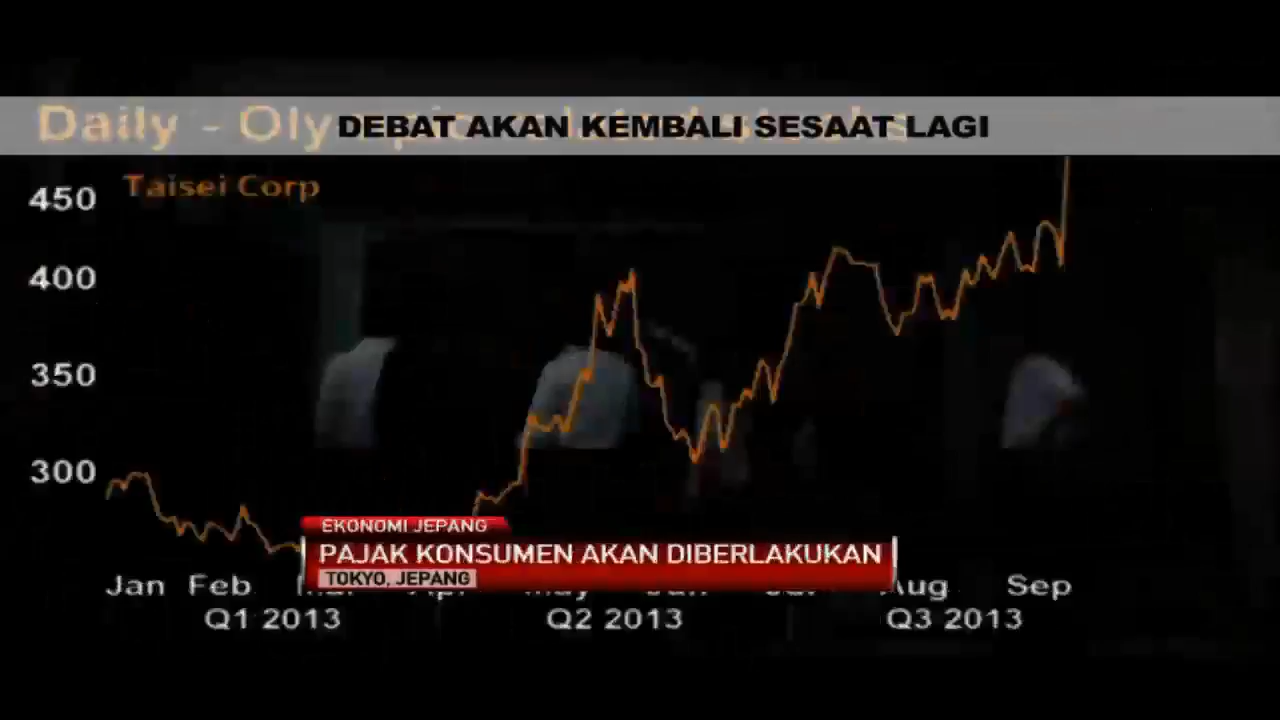 Daily - Oly
DEBAT AKAN KEMBALI SESAAT LAGI
Taisei Corp
450
400
350
300
EKONOMI JEPANG
PAJAK KONSUMEN AKAN DIBERLAKUKAN
TOKYO, JEPANG
Jan Feb Aug Sep
Q1 2013 Q2 2013 Q3 2013